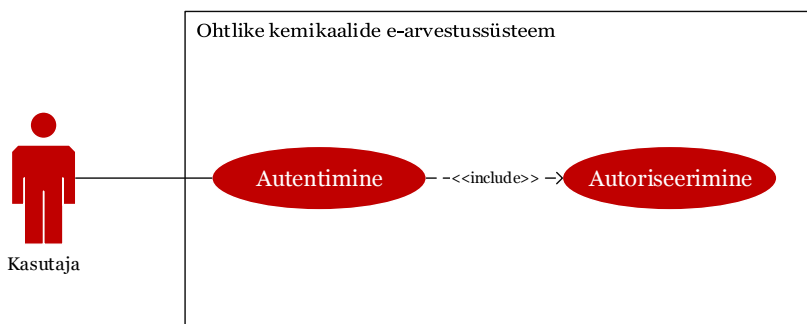 Ohtlike kemikaalide e-arvestussüsteem
Autentimine
<<include>>
Autoriseerimine
Kasutaja